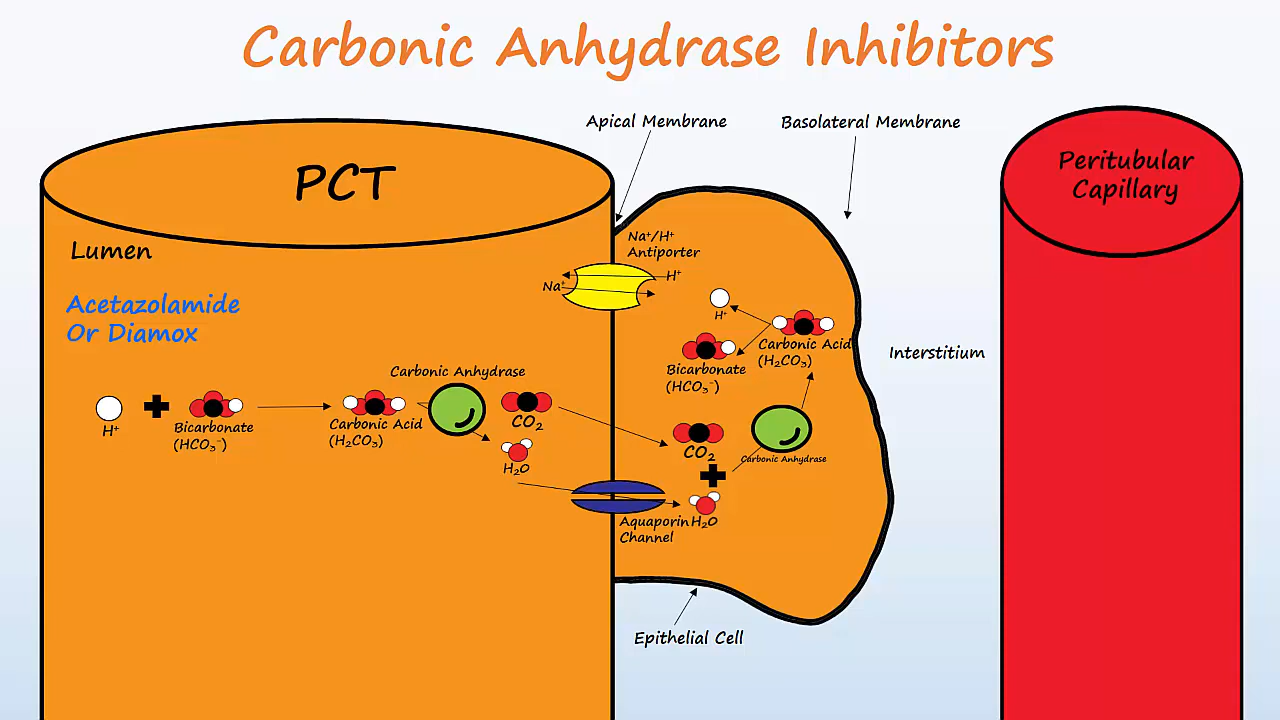 Carbonic Anhydrase Inhibitors
Apical Membrane
Basolateral Membrane
PCT
Peritubular
Capillary
Lumen
Na⁺/H⁺
Antiporter
H⁺
Na⁺
Acetazolamide
Or Diamox
H⁺
Carbonic Acid
(H₂CO₃)
Bicarbonate
(HCO₃⁻)
Interstitium
Carbonic Anhydrase
H⁺
Bicarbonate
(HCO₃⁻)
Carbonic Acid
(H₂CO₃)
CO₂
H₂O
CO₂
Carbonic Anhydrase
H₂O
Aquaporin
Channel
Epithelial Cell